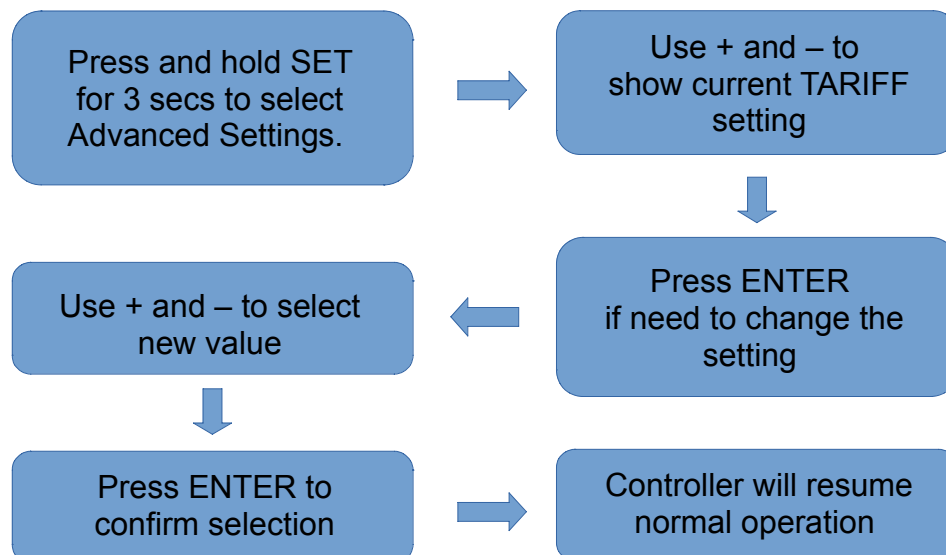 Press and hold SET
for 3 secs to select
Advanced Settings.
Use + and – to
show current TARIFF
setting
Press ENTER
if need to change the
setting
Use + and – to select
new value
Press ENTER to
confirm selection
Controller will resume
normal operation